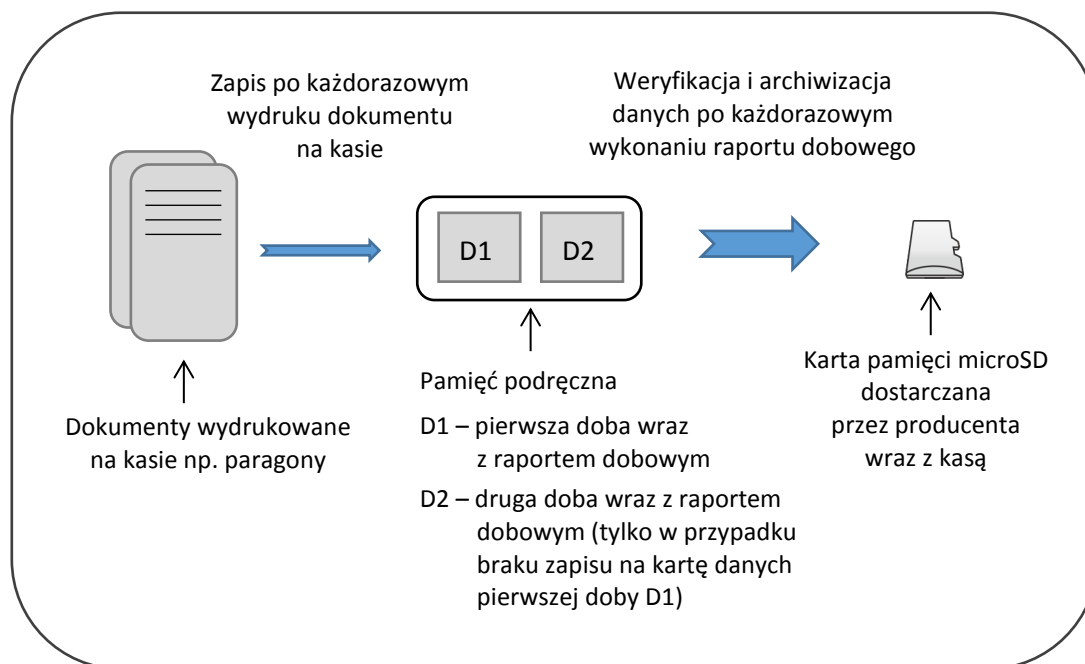 Zapis po każdorazowym
wydruku dokumentu
na kasie
Weryfikacja i archiwizacja
danych po każdorazowym
wykonaniu raportu dobowego
D1
D2
Dokumenty wydrukowane
na kasie np. paragony
Pamięć podręczna
D1 – pierwsza doba wraz
z raportem dobowym
D2 – druga doba wraz z raportem
dobowym (tylko w przypadku
braku zapisu na kartę danych
pierwszej doby D1)
Karta pamięci microSD
dostarczana
przez producenta
wraz z kasą